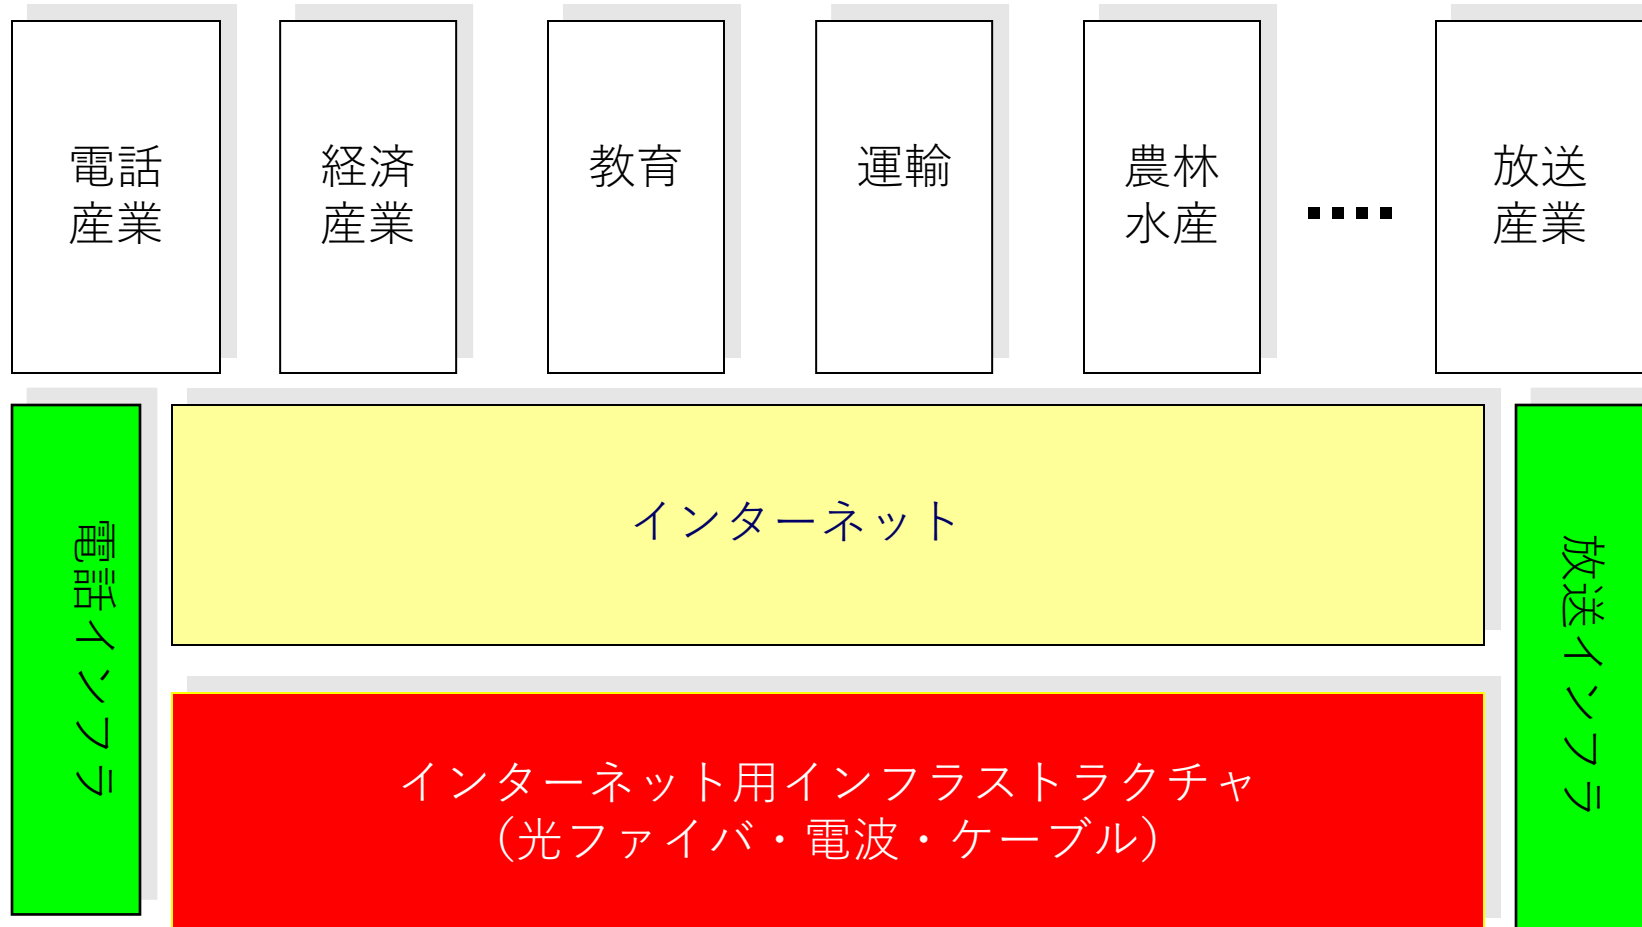 電話
産業
経済
産業
教育
運輸
農林
水産
放送
産業
電話インフラ
インターネット
放送インフラ
インターネット用インフラストラクチャ
(光ファイバ・電波・ケーブル)